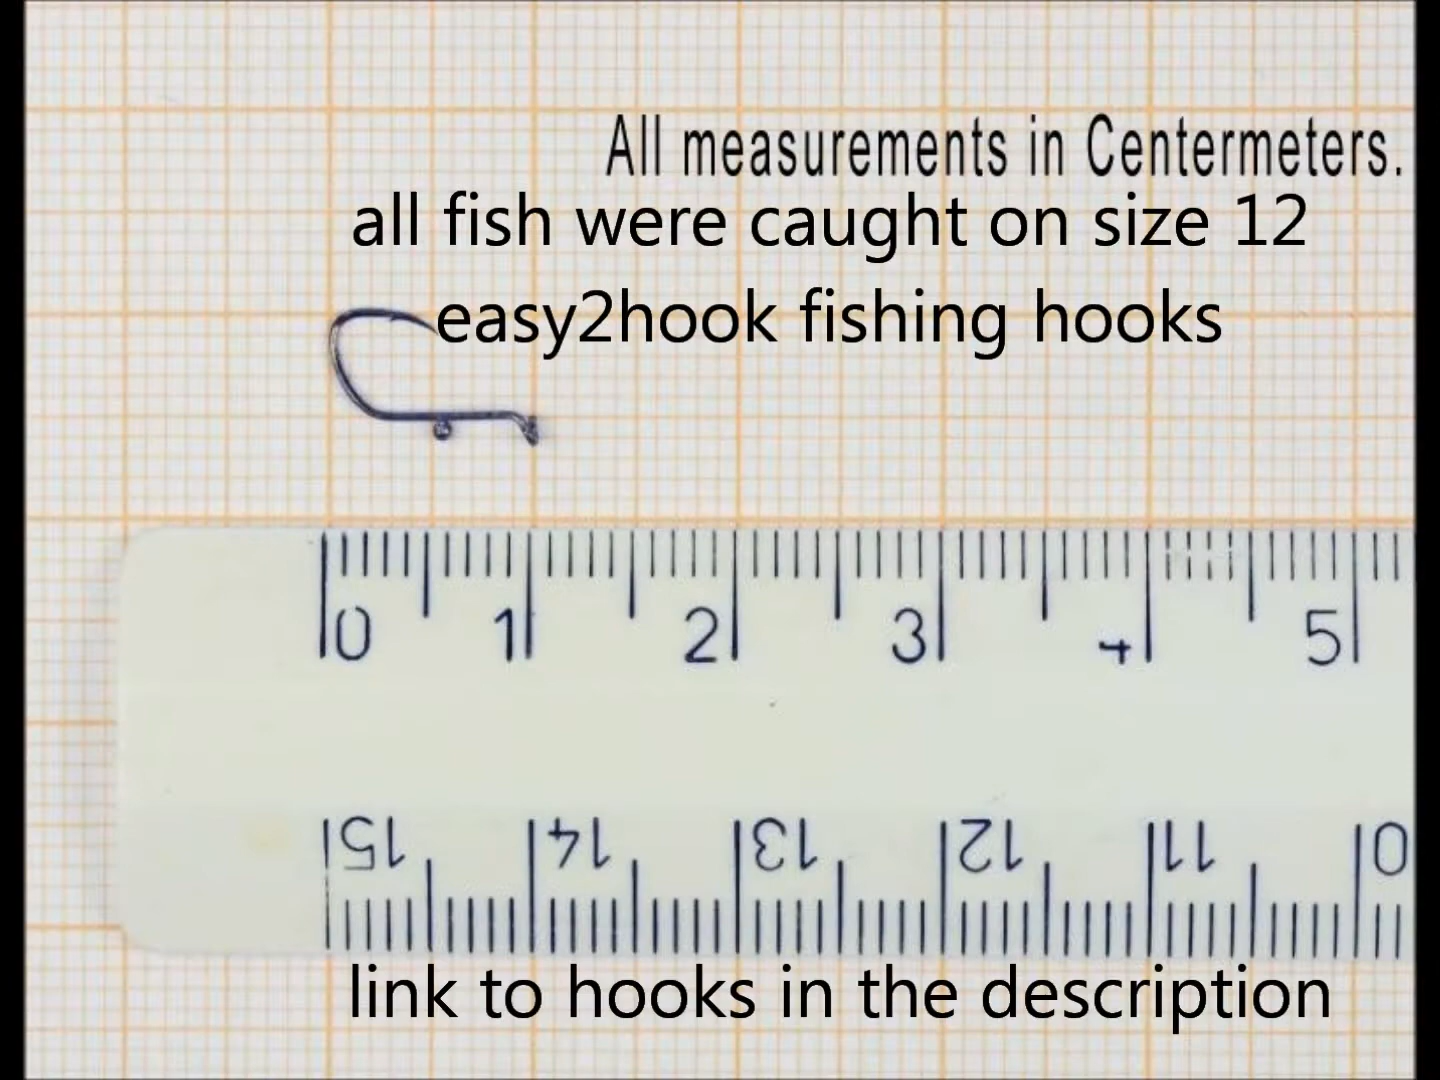 All measurements in Centermeters.
all fish were caught on size 12
easy2hook fishing hooks
0 1 2 3 4 5
15 14 13 12 11 0
link to hooks in the description